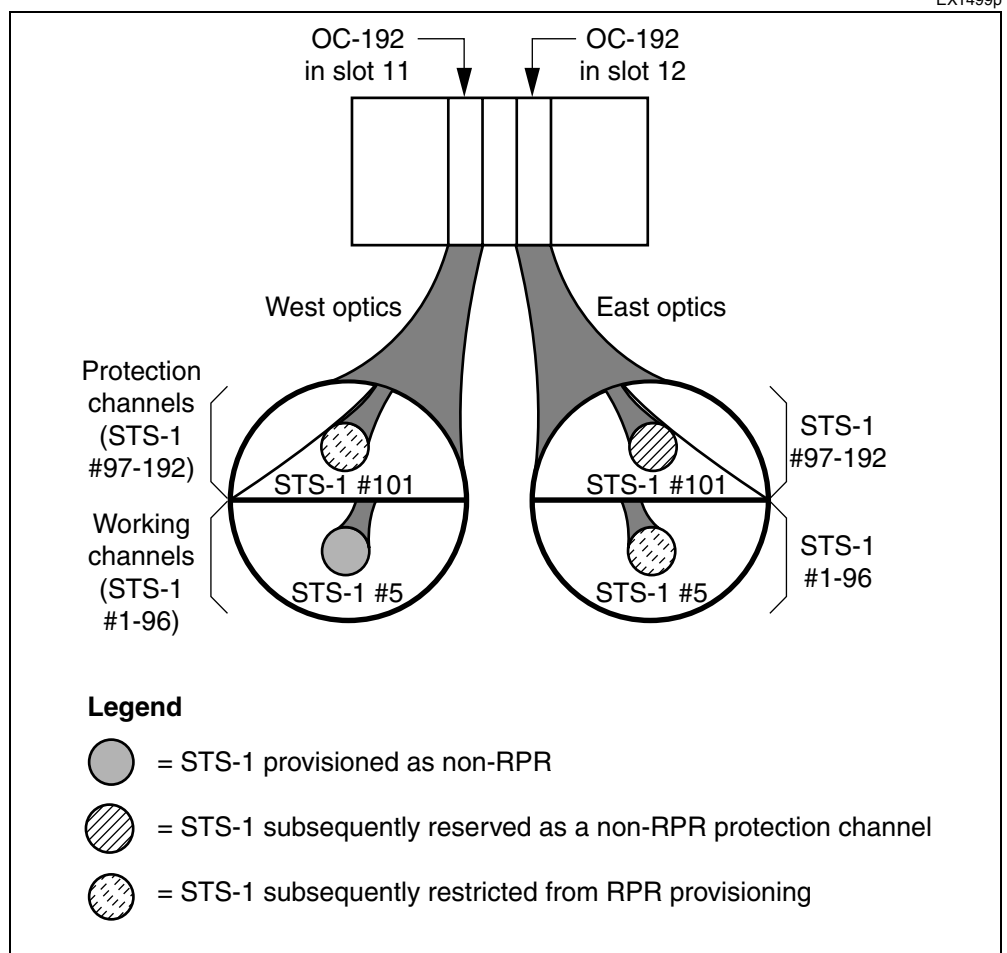 EX1499p
OC-192
in slot 11
OC-192
in slot 12
West optics
East optics
Protection
channels
(STS-1
#97-192)
STS-1 #101
STS-1 #101
STS-1
#97-192
Working
channels
(STS-1
#1-96)
STS-1 #5
STS-1 #5
STS-1
#1-96
Legend
= STS-1 provisioned as non-RPR
= STS-1 subsequently reserved as a non-RPR protection channel
= STS-1 subsequently restricted from RPR provisioning